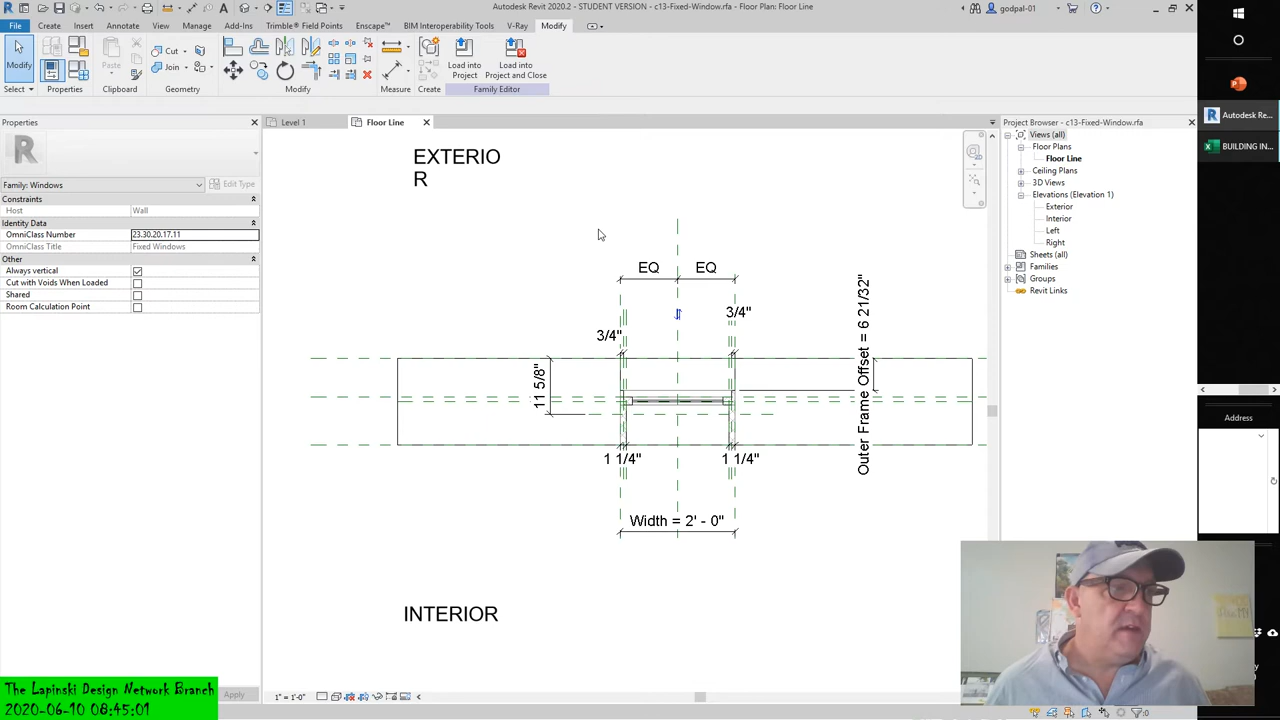 Autodesk Revit 2020.2 - STUDENT VERSION - c13-Fixed-Window.rfa - Floor Plan: Floor Line
godpal-01
File
Create
Insert
Annotate
View
Manage
Add-Ins
Trimble® Field Points
Enscape™
BIM Interoperability Tools
V-Ray
Modify
Modify
Paste
Cut
Join
Load into
Project
Load into
Project and Close
Select
Properties
Clipboard
Geometry
Modify
Measure
Create
Family Editor
Properties
Level 1
Floor Line
Project Browser - c13-Fixed-Window.rfa
Family: Windows
Edit Type
Constraints
Host Wall
Identity Data
OmniClass Number 23.30.20.17.11
OmniClass Title Fixed Windows
Other
Always vertical
Cut with Voids When Loaded
Shared
Room Calculation Point
Apply
EXTERIO
R
EQ EQ
3/4"
3/4"
11 5/8"
Outer Frame Offset = 6 21/32"
1 1/4" 1 1/4"
Width = 2' - 0"
INTERIOR
1" = 1'-0"
Views (all)
Floor Plans
Floor Line
Ceiling Plans
3D Views
Elevations (Elevation 1)
Exterior
Interior
Left
Right
Sheets (all)
Families
Groups
Revit Links
Autodesk Re...
BUILDING IN...
Address
:0
The Lapinski Design Network Branch
2020-06-10 08:45:01